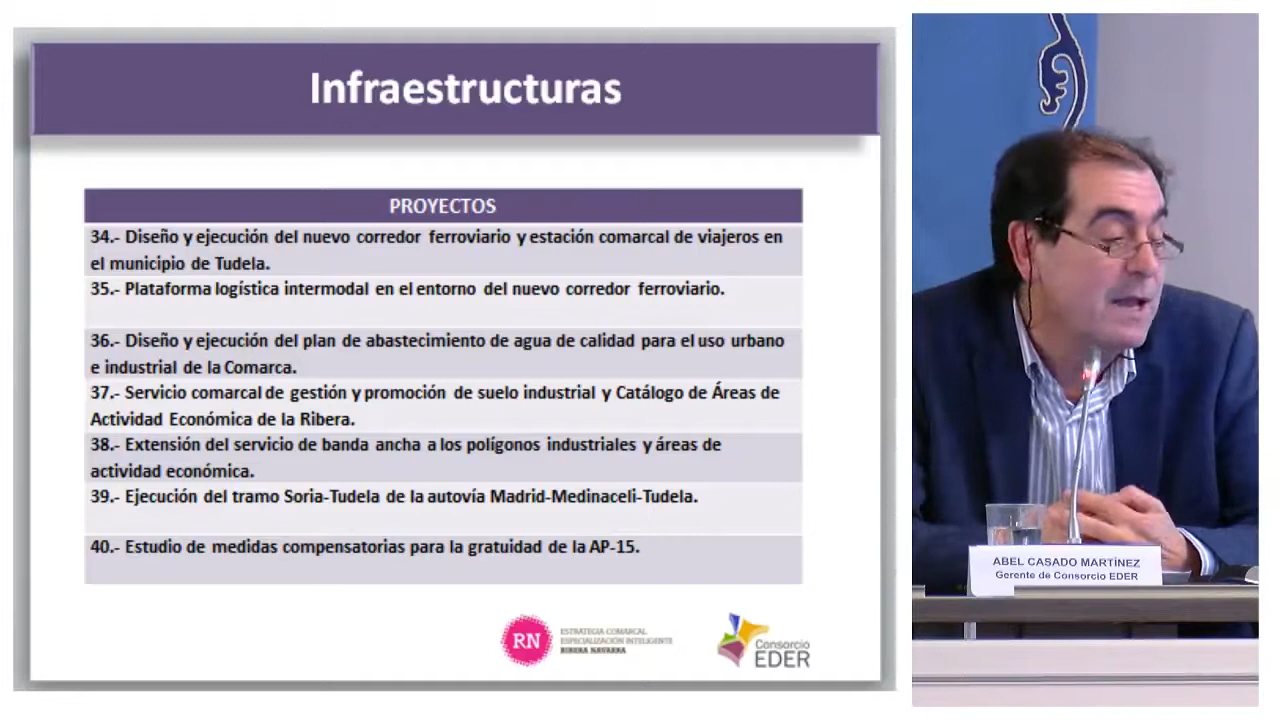 Infraestructuras
PROYECTOS
34.- Diseño y ejecución del nuevo corredor ferroviario y estación comarcal de viajeros en
el municipio de Tudela.
35.- Plataforma logística intermodal en el entorno del nuevo corredor ferroviario.
36.- Diseño y ejecución del plan de abastecimiento de agua de calidad para el uso urbano
e industrial de la Comarca.
37.- Servicio comarcal de gestión y promoción de suelo industrial y Catálogo de Áreas de
Actividad Económica de la Ribera.
38.- Extensión del servicio de banda ancha a los polígonos industriales y áreas de
actividad económica.
39.- Ejecución del tramo Soria-Tudela de la autovía Madrid-Medinaceli-Tudela.
40.- Estudio de medidas compensatorias para la gratuidad de la AP-15.
RN
ESTRATEGIA COMARCAL
ESPECIALIZACIÓN INTELIGENTE
RIBERA NAVARRA
Consorcio
EDER
ABEL CASADO MARTÍNEZ
Gerente de Consorcio EDER